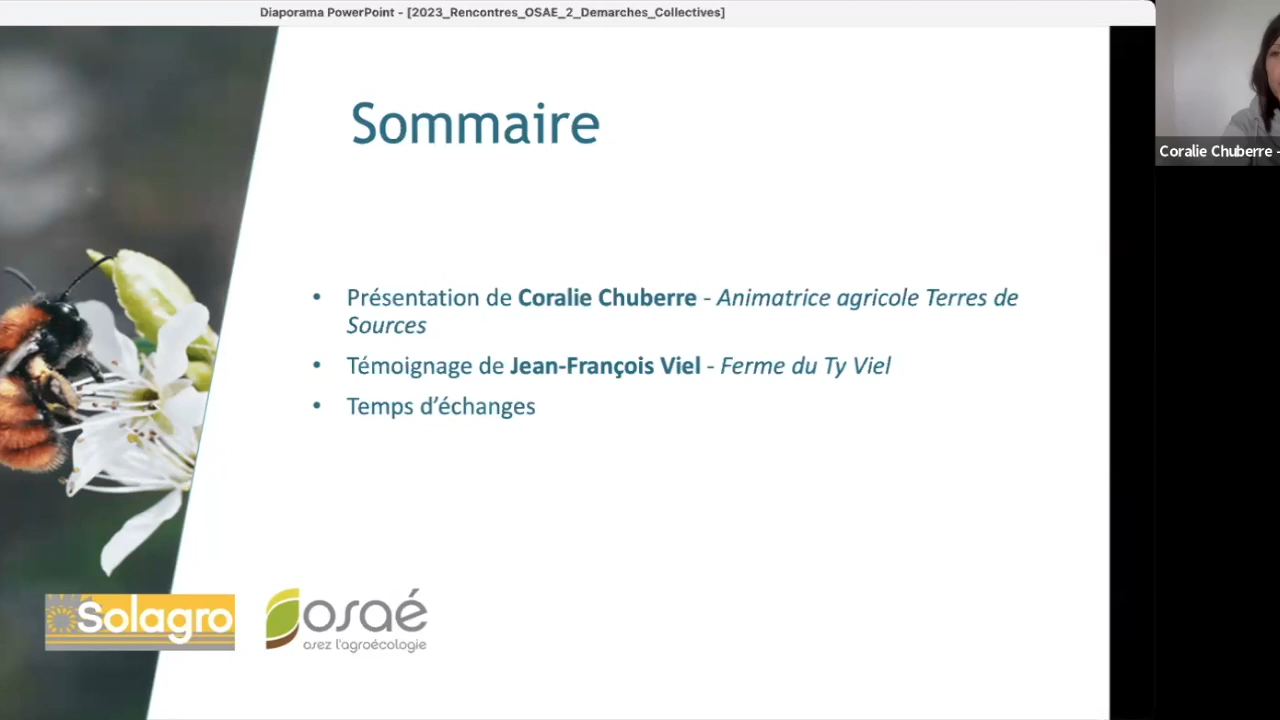 Diaporama PowerPoint - [2023_Rencontres_OSAE_2_Demarches_Collectives]
Coralie Chuberre -
Sommaire
• Présentation de Coralie Chuberre - Animatrice agricole Terres de
Sources
• Témoignage de Jean-François Viel - Ferme du Ty Viel
• Temps d’échanges
Solagro
osaé
osez l'agroécologie